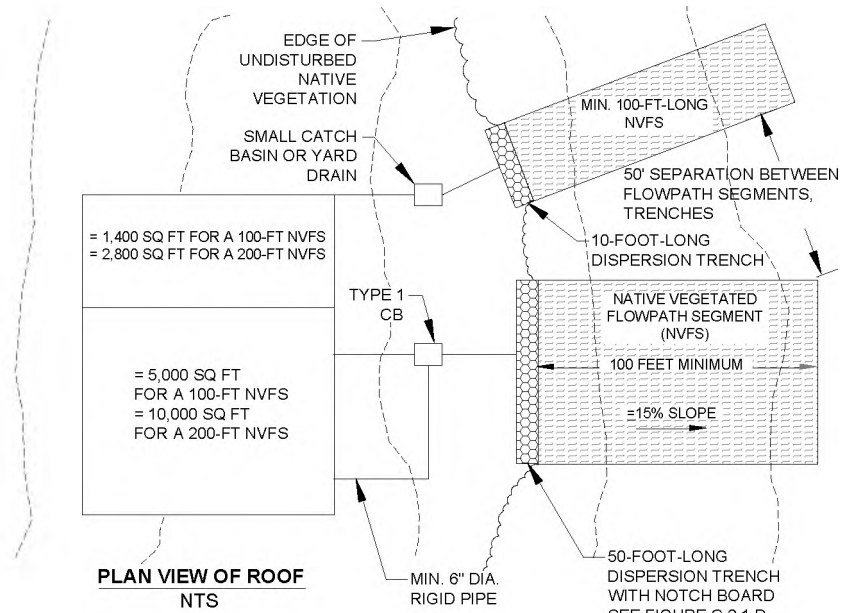 EDGE OF
UNDISTURBED
NATIVE
VEGETATION
SMALL CATCH
BASIN OR YARD
DRAIN
MIN. 100-FT-LONG
NVFS
50' SEPARATION BETWEEN
FLOWPATH SEGMENTS,
TRENCHES
10-FOOT-LONG
DISPERSION TRENCH
= 1,400 SQ FT FOR A 100-FT NVFS
= 2,800 SQ FT FOR A 200-FT NVFS
TYPE 1
CB
NATIVE VEGETATED
FLOWPATH SEGMENT
(NVFS)
100 FEET MINIMUM
=15% SLOPE
= 5,000 SQ FT
FOR A 100-FT NVFS
= 10,000 SQ FT
FOR A 200-FT NVFS
PLAN VIEW OF ROOF
NTS
MIN. 6" DIA.
RIGID PIPE
50-FOOT-LONG
DISPERSION TRENCH
WITH NOTCH BOARD
SEE FIGURE C.2.1.D